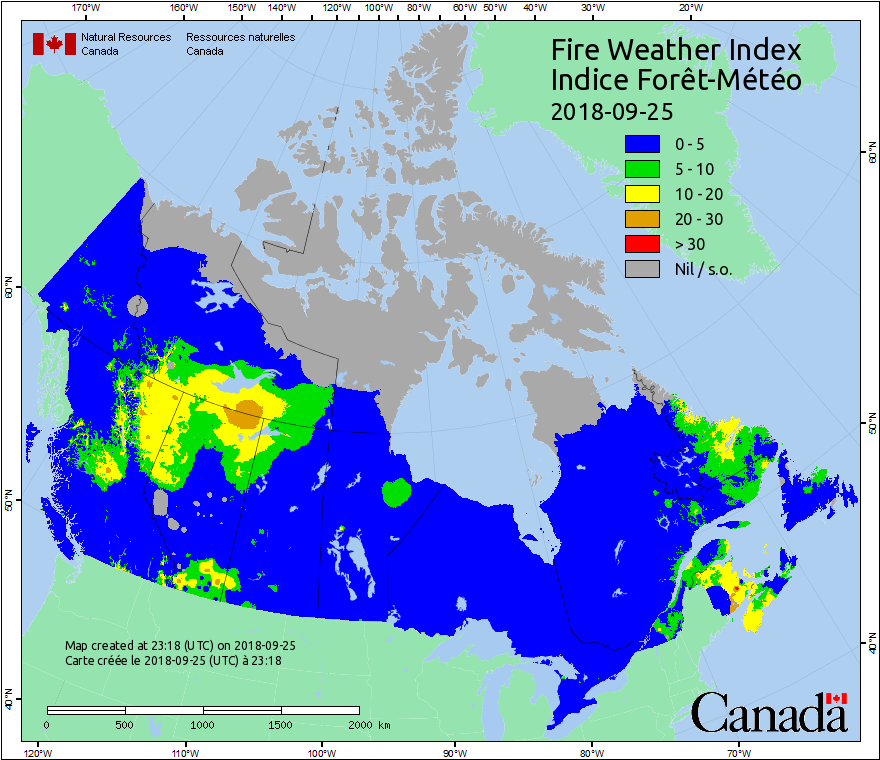 170°W 160°W 150°W 140°W 120°W 100°W 80°W 60°W 50°W 40°W 30°W 20°W
Natural Resources Canada
Ressources naturelles Canada
Fire Weather Index
Indice Forêt-Météo
2018-09-25
0 - 5
5 - 10
10 - 20
20 - 30
> 30
Nil / s.o.
60°N
50°N
40°N
60°N
50°N
40°N
Map created at 23:18 (UTC) on 2018-09-25
Carte créée le 2018-09-25 (UTC) à 23:18
0 500 1000 1500 2000 km
Canada
120°W 110°W 100°W 90°W 80°W 70°W